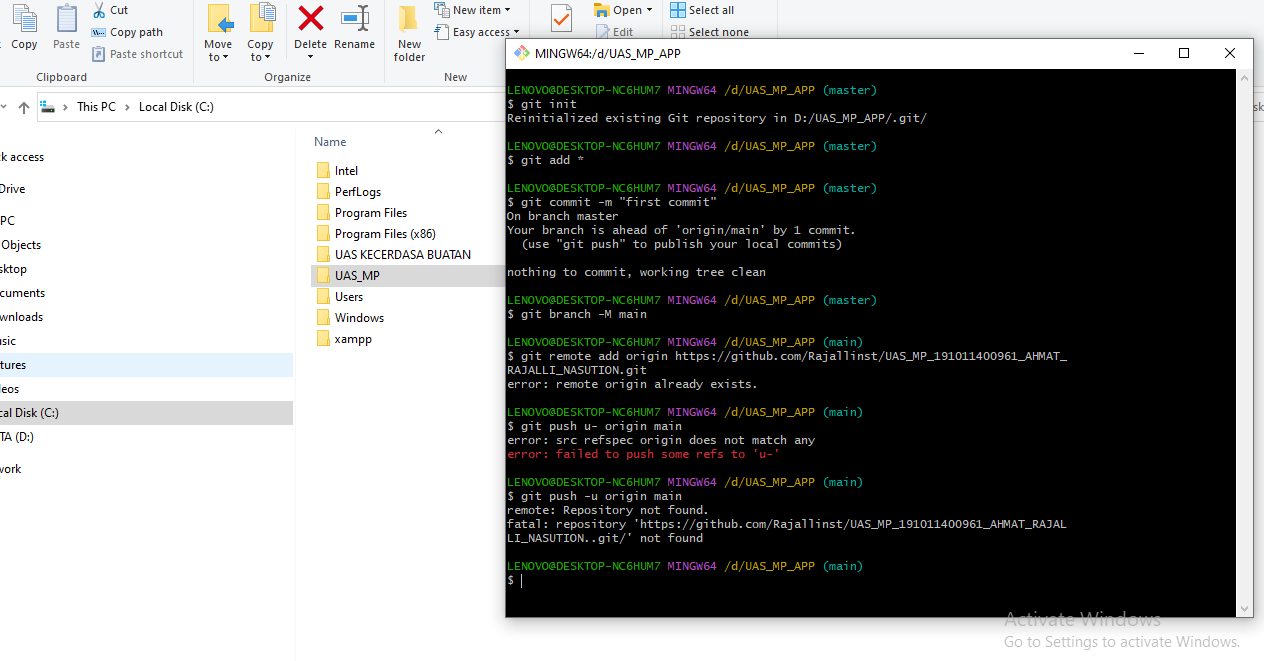 Cut
New item
Open
Select all
Copy
Paste
Copy path
Move
to
Copy
to
Delete
Rename
New
folder
Easy access
Edit
Select none
Paste shortcut
Clipboard
Organize
New
This PC
Local Disk (C:)
sk
k access
Drive
PC
Objects
sktop
cuments
wnloads
usic
tures
leos
cal Disk (C:)
TA (D:)
work
Name
Intel
PerfLogs
Program Files
Program Files (x86)
UAS KECERDASA BUATAN
UAS_MP
Users
Windows
xampp
MINGW64:/d/UAS_MP_APP
LENOVO@DESKTOP-NC6HUM7 MINGW64 /d/UAS_MP_APP (master)
$ git init
Reinitialized existing Git repository in D:/UAS_MP_APP/.git/
LENOVO@DESKTOP-NC6HUM7 MINGW64 /d/UAS_MP_APP (master)
$ git add *
LENOVO@DESKTOP-NC6HUM7 MINGW64 /d/UAS_MP_APP (master)
$ git commit -m "first commit"
On branch master
Your branch is ahead of 'origin/main' by 1 commit.
(use "git push" to publish your local commits)
nothing to commit, working tree clean
LENOVO@DESKTOP-NC6HUM7 MINGW64 /d/UAS_MP_APP (master)
$ git branch -M main
LENOVO@DESKTOP-NC6HUM7 MINGW64 /d/UAS_MP_APP (main)
$ git remote add origin https://github.com/Rajallinst/UAS_MP_191011400961_AHMAT_
RAJALLI_NASUTION.git
error: remote origin already exists.
LENOVO@DESKTOP-NC6HUM7 MINGW64 /d/UAS_MP_APP (main)
$ git push u- origin main
error: src refspec origin does not match any
error: failed to push some refs to 'u-'
LENOVO@DESKTOP-NC6HUM7 MINGW64 /d/UAS_MP_APP (main)
$ git push -u origin main
remote: Repository not found.
fatal: repository 'https://github.com/Rajallinst/UAS_MP_191011400961_AHMAT_RAJAL
LI_NASUTION..git/' not found
LENOVO@DESKTOP-NC6HUM7 MINGW64 /d/UAS_MP_APP (main)
$
Activate Windows
Go to Settings to activate Windows.